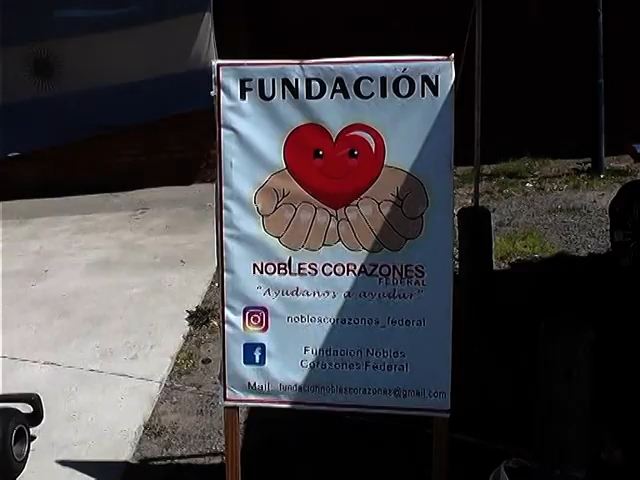 FUNDACIÓN
NOBLES CORAZONES
FEDERAL
"Ayudanos a ayudar"
noblescorazones_federal
Fundacion Nobles
Corazones Federal
Mail: fundacionnoblescorazones@gmail.com